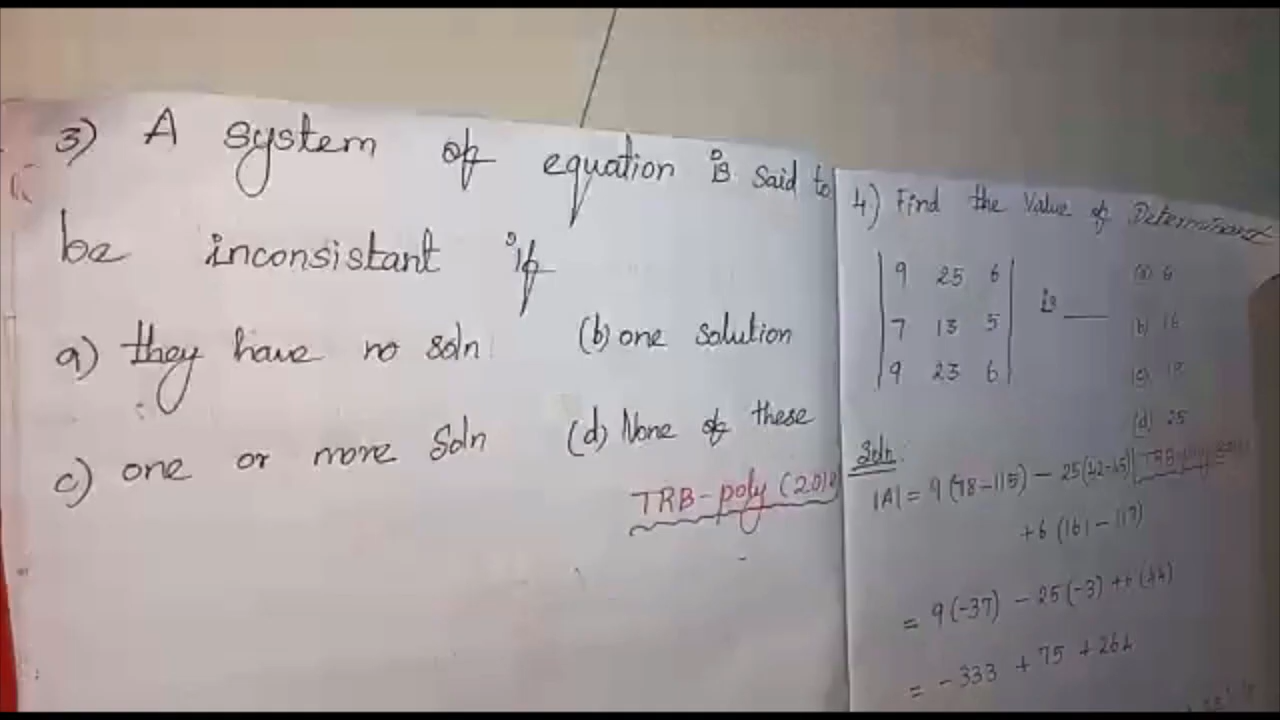 3) A system of equation is said to
be inconsistant if
a) they have no soln.
(b) one solution
c) one or more Soln
(d) None of these
TRB-poly (2012)
4) Find the Value of Determinant
9 25 6
7 13 5
9 23 6
is ___
(a) 6
(b) 16
(d) 25
Soln:
|A| = 9 (78-115) - 25(42-45)
+6 (161-117)
= 9(-37) - 25(-3) +6(44)
= -333 + 75 + 264